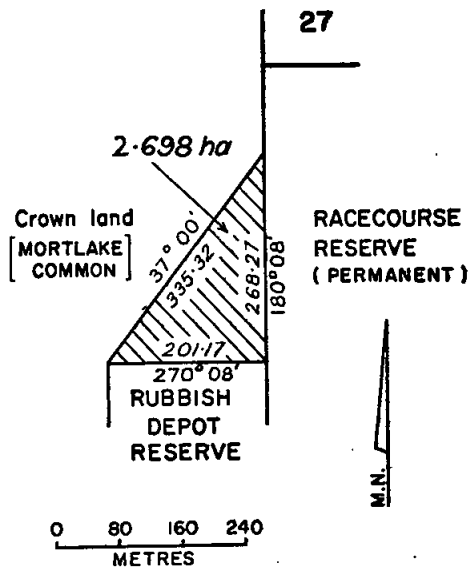 27
2·698 ha
Crown land
[MORTLAKE]
COMMON
37° 00'
335·32
268·27
180°08'
RACECOURSE
RESERVE
(PERMANENT)
201·17
270°08'
RUBBISH
DEPOT
RESERVE
M.N.
0 80 160 240
METRES